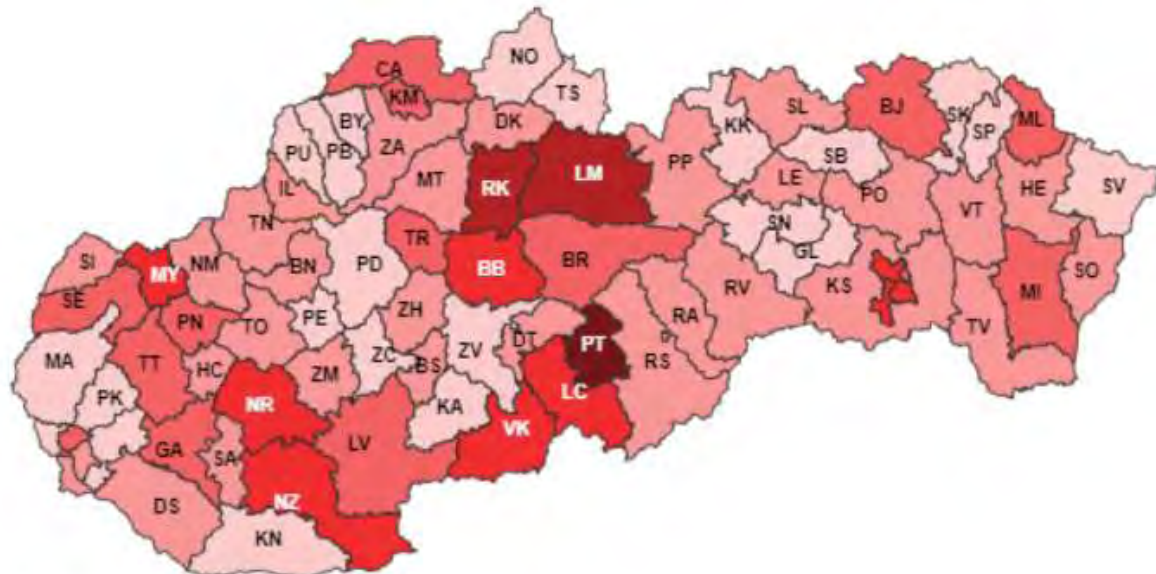 NO
CA
TS
KM
BY
DK
SL
BJ
SK
SP
ML
KK
PU
PB
ZA
SB
PP
MT
RK
LM
IL
LE
PO
HE
SV
VT
TN
SN
TR
GL
SI
MY
NM
BN
PD
BB
BR
RV
KS
SO
SE
MI
PN
TO
PE
ZH
RA
TV
MA
TT
HC
ZM
ZC
BS
ZV
DT
PT
RS
PK
NR
KA
LC
VK
GA
SA
LV
DS
NZ
KN